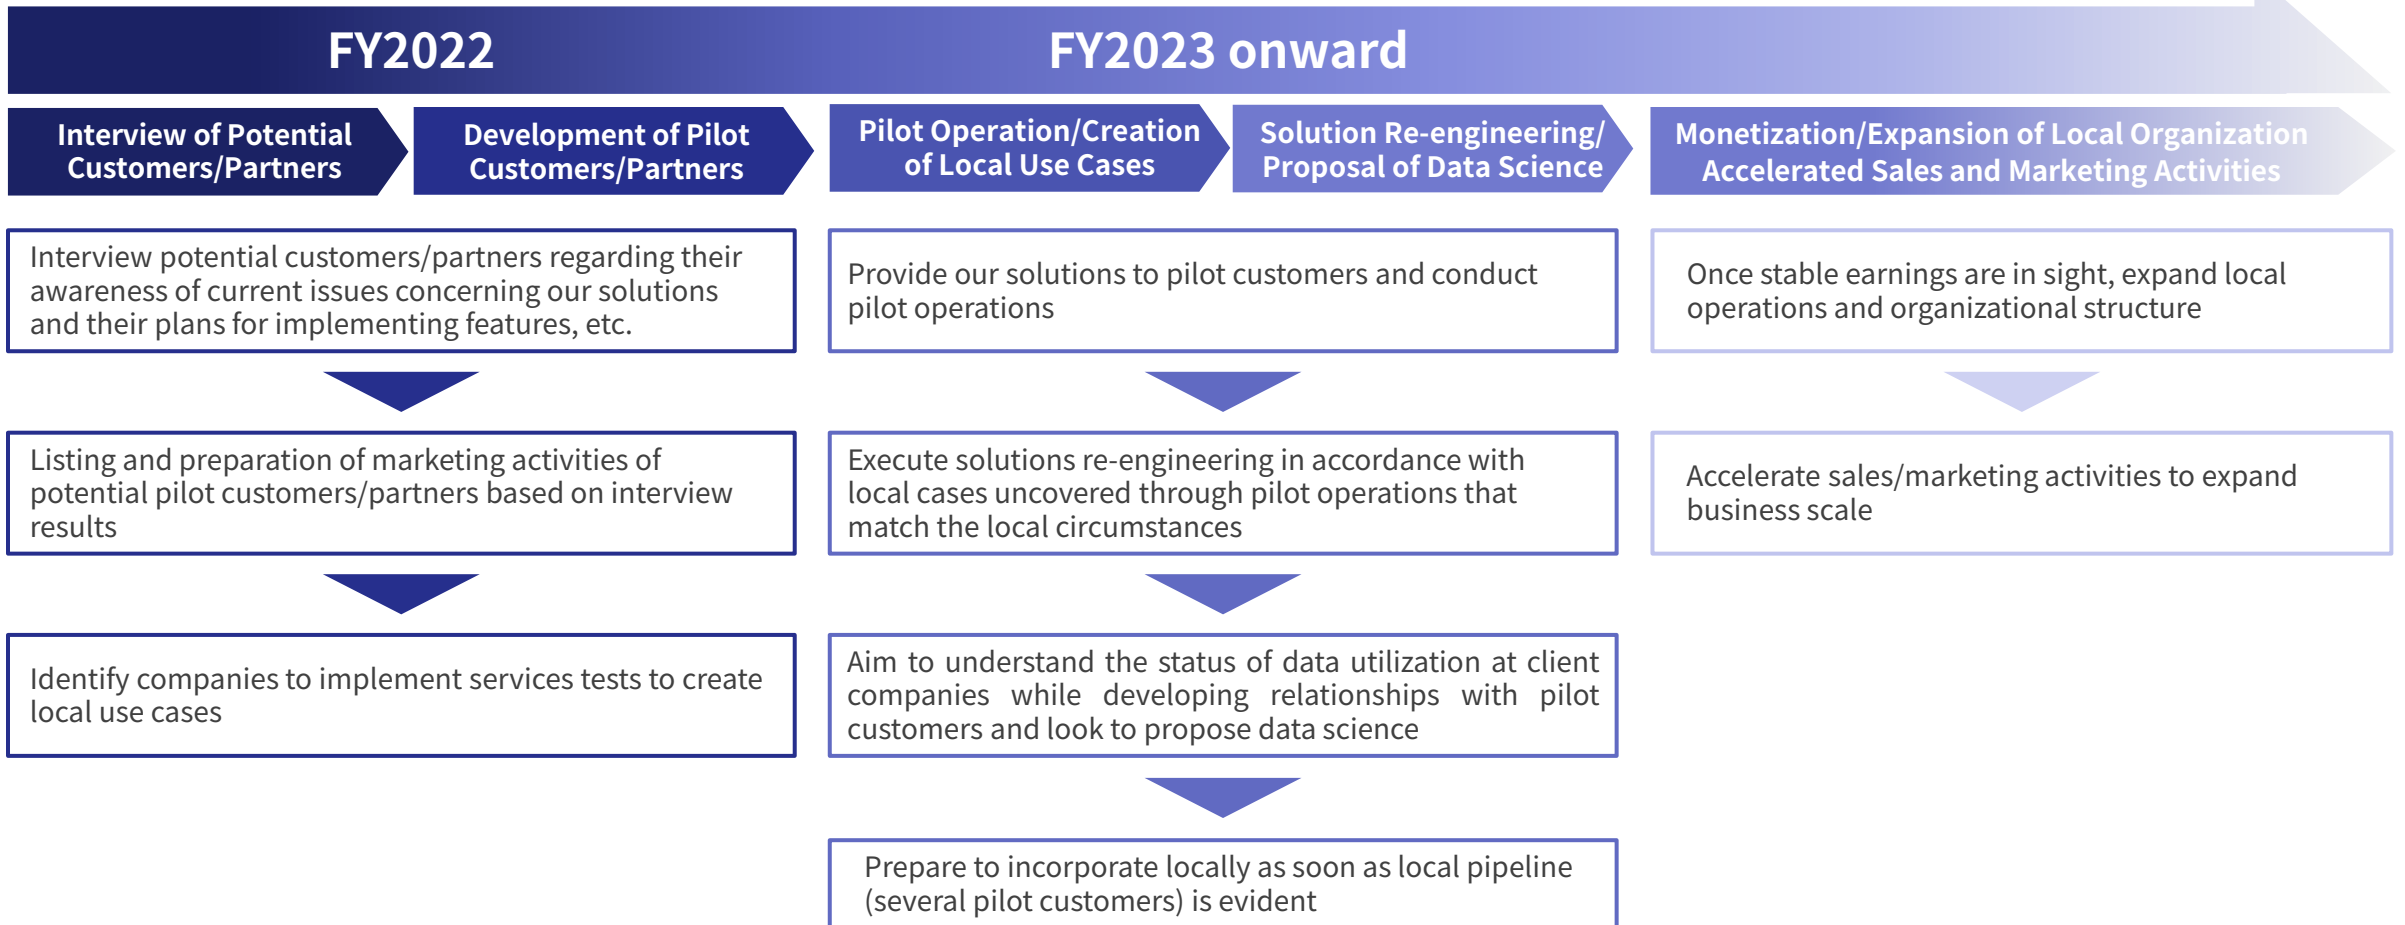 FY2022
FY2023 onward
Interview of Potential
Customers/Partners
Development of Pilot
Customers/Partners
Pilot Operation/Creation
of Local Use Cases
Solution Re-engineering/
Proposal of Data Science
Monetization/Expansion of Local Organization
Accelerated Sales and Marketing Activities
Interview potential customers/partners regarding their
awareness of current issues concerning our solutions
and their plans for implementing features, etc.
Listing and preparation of marketing activities of
potential pilot customers/partners based on interview
results
Identify companies to implement services tests to create
local use cases
Provide our solutions to pilot customers and conduct
pilot operations
Execute solutions re-engineering in accordance with
local cases uncovered through pilot operations that
match the local circumstances
Aim to understand the status of data utilization at client
companies while developing relationships with pilot
customers and look to propose data science
Prepare to incorporate locally as soon as local pipeline
(several pilot customers) is evident
Once stable earnings are in sight, expand local
operations and organizational structure
Accelerate sales/marketing activities to expand
business scale